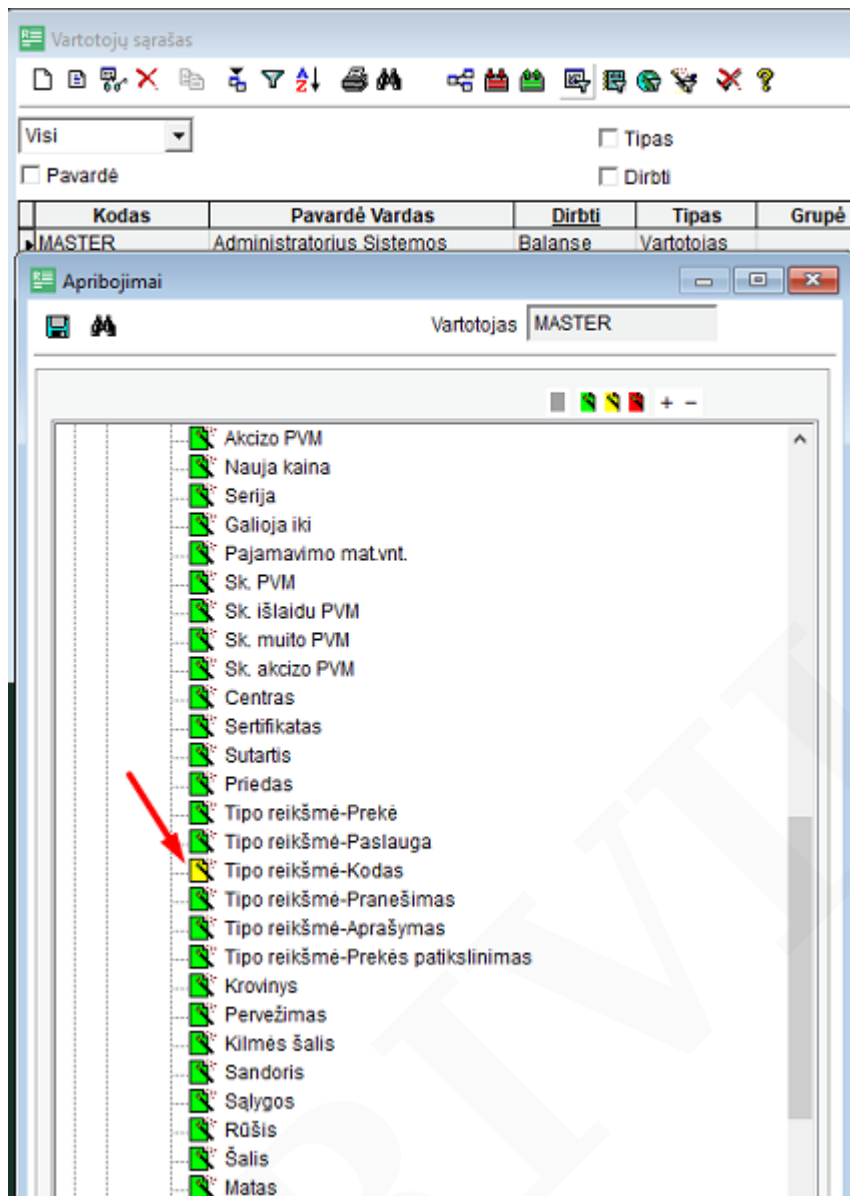 Vartotojų sąrašas
Visi
Tipas
Pavardė
Dirbti
Kodas Pavardė Vardas Dirbti Tipas Grupė
MASTER Administratorius Sistemos Balanse Vartotojas
Apribojimai
Vartotojas MASTER
Akcizo PVM
Nauja kaina
Serija
Galioja iki
Pajamavimo mat.vnt.
Sk. PVM
Sk. išlaidu PVM
Sk. muito PVM
Sk. akcizo PVM
Centras
Sertifikatas
Sutartis
Priedas
Tipo reikšmė-Prekė
Tipo reikšmė-Paslauga
Tipo reikšmė-Kodas
Tipo reikšmė-Pranešimas
Tipo reikšmė-Aprašymas
Tipo reikšmė-Prekės patikslinimas
Krovinys
Pervežimas
Kilmės šalis
Sandoris
Sąlygos
Rūšis
Šalis
Matas